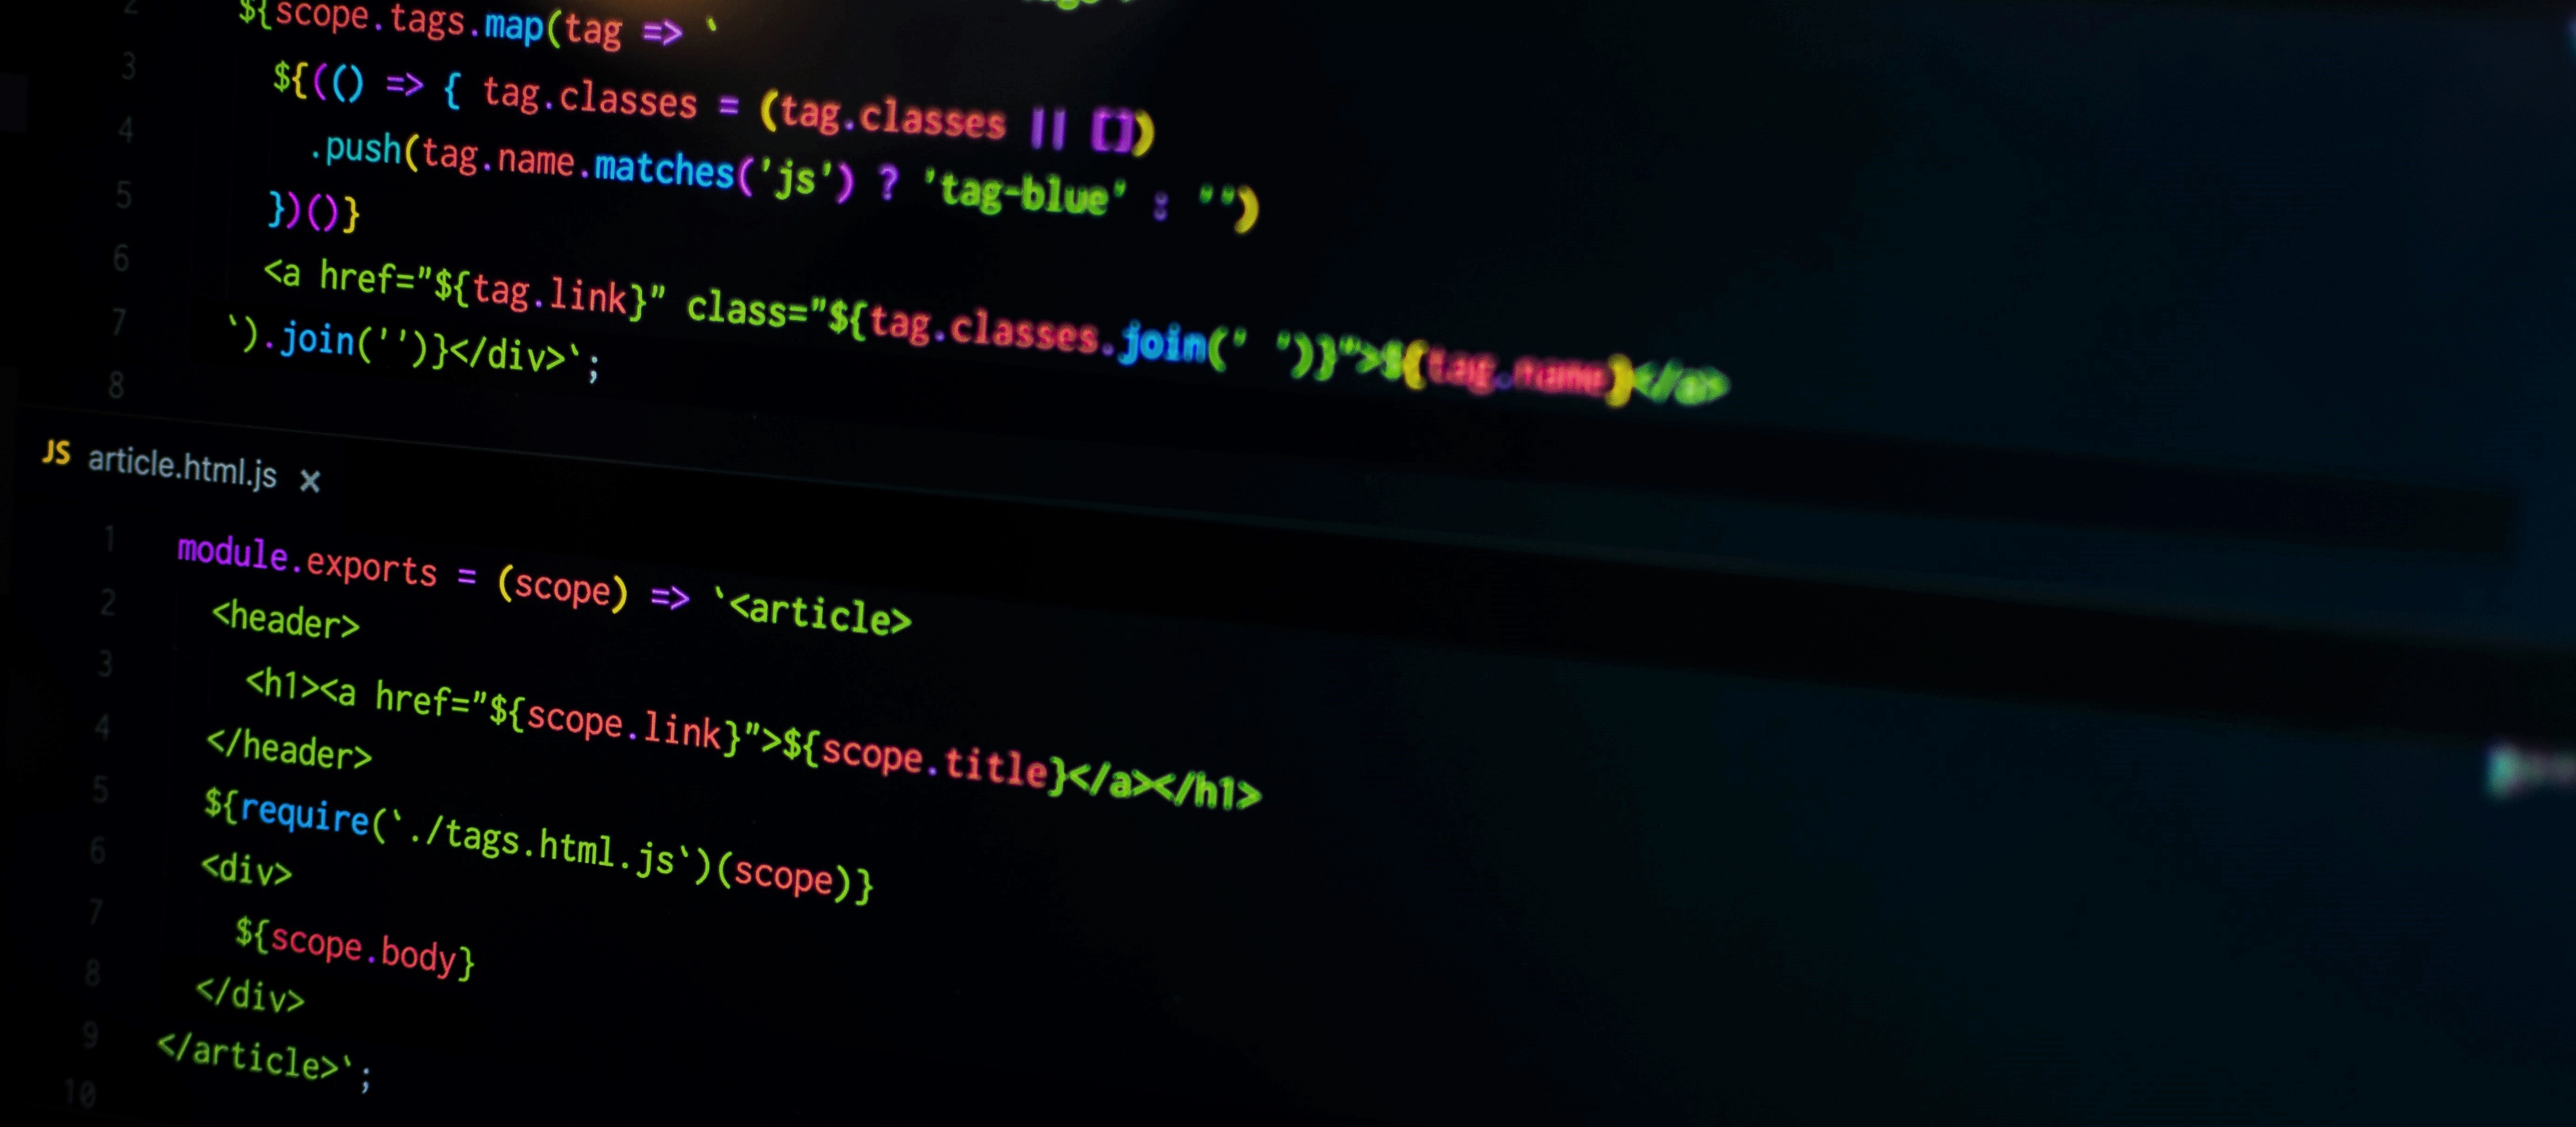 2 ${scope.tags.map(tag => `
3 ${(() => { tag.classes = (tag.classes || [])
4 .push(tag.name.matches('js') ? 'tag-blue' : '')
5 })()}
6 <a href="${tag.link}" class="${tag.classes.join(' ')}">${tag.name}</a>
7 `).join('')}</div>`;
8
JS article.html.js ×
1 module.exports = (scope) => `<article>
2 <header>
3 <h1><a href="${scope.link}">${scope.title}</a></h1>
4 </header>
5 ${require(`./tags.html.js`)(scope)}
6 <div>
7 ${scope.body}
8 </div>
9 </article>`;
10